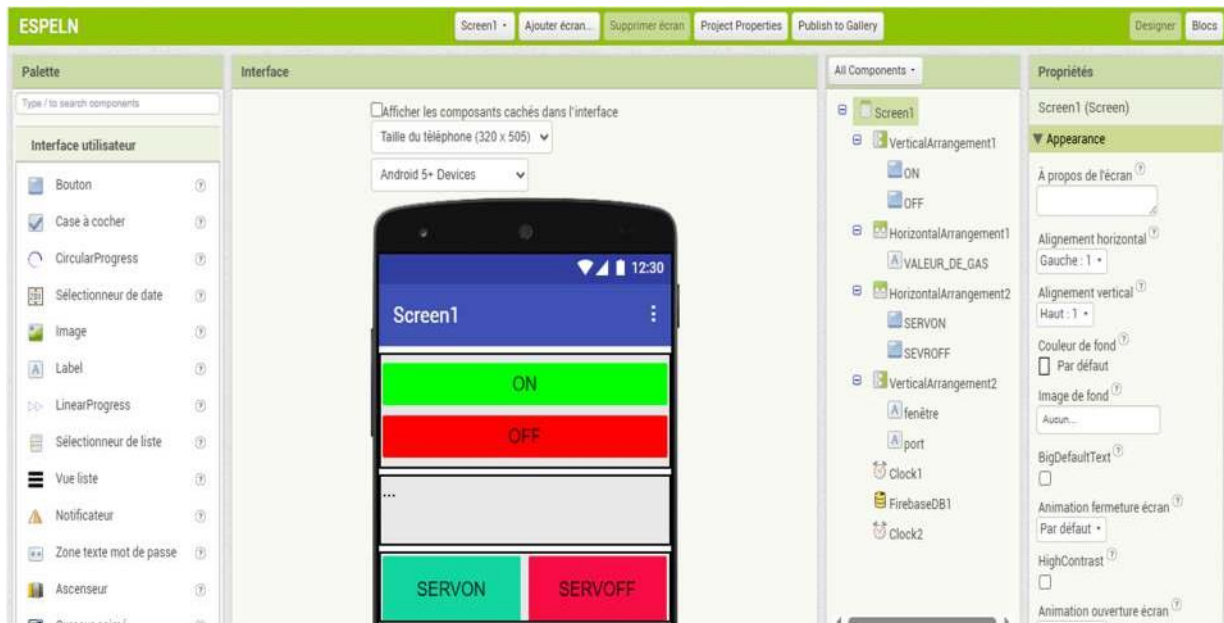 ESPELN
Screen1
Ajouter écran...
Supprimer écran
Project Properties
Publish to Gallery
Designer
Blocs
Palette
Type / to search components
Interface utilisateur
Bouton
Case à cocher
CircularProgress
Sélectionneur de date
Image
Label
LinearProgress
Sélectionneur de liste
Vue liste
Notificateur
Zone texte mot de passe
Ascenseur
Interface
Afficher les composants cachés dans l'interface
Taille du téléphone (320 x 505)
Android 5+ Devices
12:30
Screen1
ON
OFF
...
SERVON
SERVOFF
All Components
Screen1
VerticalArrangement1
ON
OFF
HorizontalArrangement1
VALEUR_DE_GAS
HorizontalArrangement2
SERVON
SEVROFF
VerticalArrangement2
fenêtre
port
Clock1
FirebaseDB1
Clock2
Propriétés
Screen1 (Screen)
Appearance
À propos de l'écran
Alignement horizontal
Gauche : 1
Alignement vertical
Haut : 1
Couleur de fond
Par défaut
Image de fond
Aucun...
BigDefaultText
Animation fermeture écran
Par défaut
HighContrast
Animation ouverture écran